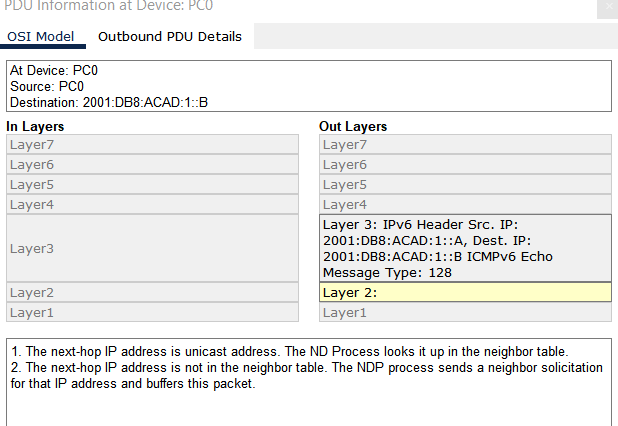 PDU Information at Device: PC0
OSI Model Outbound PDU Details
At Device: PC0
Source: PC0
Destination: 2001:DB8:ACAD:1::B
In Layers Out Layers
Layer7 Layer7
Layer6 Layer6
Layer5 Layer5
Layer4 Layer4
Layer3
Layer 3: IPv6 Header Src. IP:
2001:DB8:ACAD:1::A, Dest. IP:
2001:DB8:ACAD:1::B ICMPv6 Echo
Message Type: 128
Layer2 Layer 2:
Layer1 Layer1
1. The next-hop IP address is unicast address. The ND Process looks it up in the neighbor table.
2. The next-hop IP address is not in the neighbor table. The NDP process sends a neighbor solicitation
for that IP address and buffers this packet.